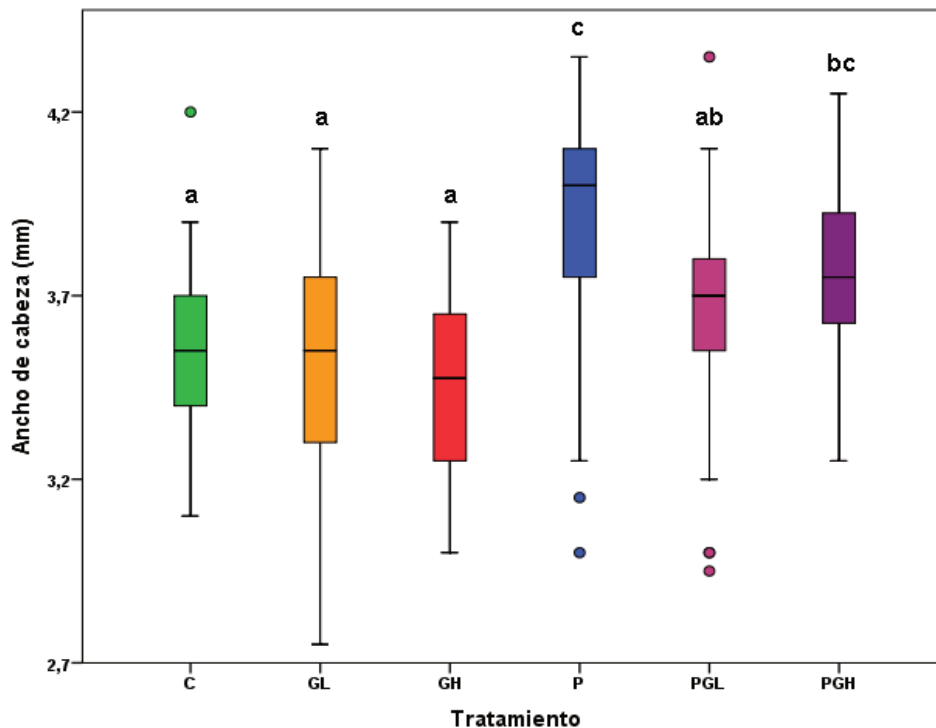 c
bc
4,2
a
ab
a
a
Ancho de cabeza (mm)
3,7
3,2
2,7
C GL GH P PGL PGH
Tratamiento